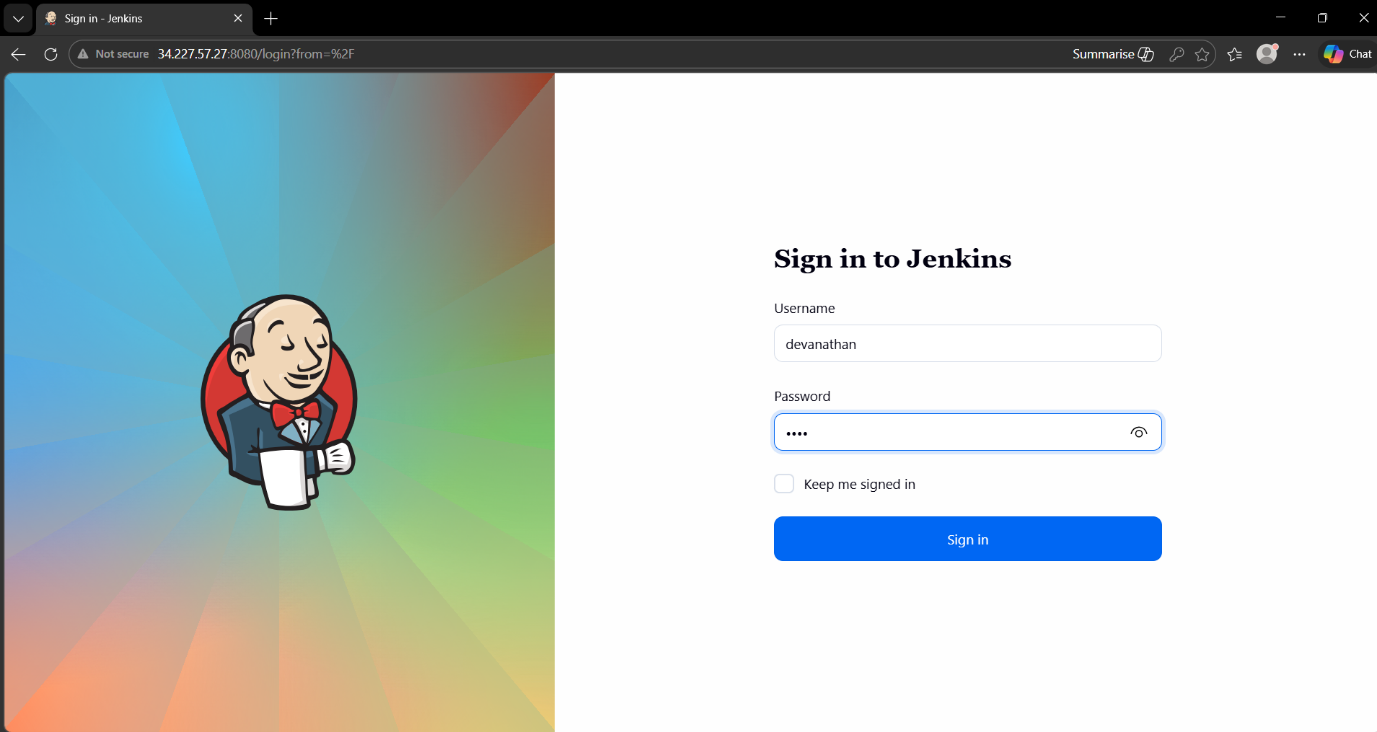 Sign in - Jenkins
Not secure 34.227.57.27:8080/login?from=%2F Summarise Chat
Sign in to Jenkins
Username
devanathan
Password
••••
Keep me signed in
Sign in